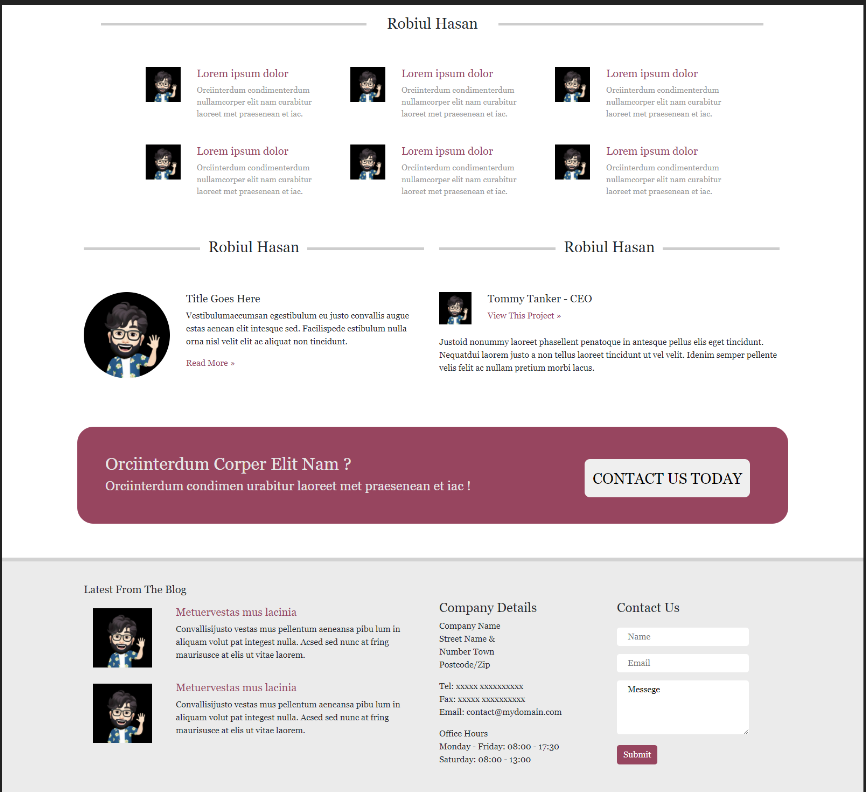 Robiul Hasan
Lorem ipsum dolor
Orciinterdum condimenterdum
nullamcorper elit nam curabitur
laoreet met praesenean et iac.
Lorem ipsum dolor
Orciinterdum condimenterdum
nullamcorper elit nam curabitur
laoreet met praesenean et iac.
Lorem ipsum dolor
Orciinterdum condimenterdum
nullamcorper elit nam curabitur
laoreet met praesenean et iac.
Lorem ipsum dolor
Orciinterdum condimenterdum
nullamcorper elit nam curabitur
laoreet met praesenean et iac.
Lorem ipsum dolor
Orciinterdum condimenterdum
nullamcorper elit nam curabitur
laoreet met praesenean et iac.
Lorem ipsum dolor
Orciinterdum condimenterdum
nullamcorper elit nam curabitur
laoreet met praesenean et iac.
Robiul Hasan
Title Goes Here
Vestibulumaccumsan egestibulum eu justo convallis augue
estas aenean elit intesque sed. Facilispede estibulum nulla
orna nisl velit elit ac aliquat non tincidunt.
Read More »
Robiul Hasan
Tommy Tanker - CEO
View This Project »
Justoid nonummy laoreet phasellent penatoque in antesque pellus elis eget tincidunt.
Nequatdui laorem justo a non tellus laoreet tincidunt ut vel velit. Idenim semper pellente
velis felit ac nullam pretium morbi lacus.
Orciinterdum Corper Elit Nam ?
Orciinterdum condimen urabitur laoreet met praesenean et iac !
CONTACT US TODAY
Latest From The Blog
Metuervestas mus lacinia
Convallisijusto vestas mus pellentum aeneansa pibu lum in
aliquam volut pat integest nulla. Acsed sed nunc at fring
maurisusce at elis ut vitae laorem.
Metuervestas mus lacinia
Convallisijusto vestas mus pellentum aeneansa pibu lum in
aliquam volut pat integest nulla. Acsed sed nunc at fring
maurisusce at elis ut vitae laorem.
Company Details
Company Name
Street Name &
Number Town
Postcode/Zip
Tel: xxxxx xxxxxxxxxx
Fax: xxxxx xxxxxxxxxx
Email: contact@mydomain.com
Office Hours
Monday - Friday: 08:00 - 17:30
Saturday: 08:00 - 13:00
Contact Us
Name
Email
Messege
Submit